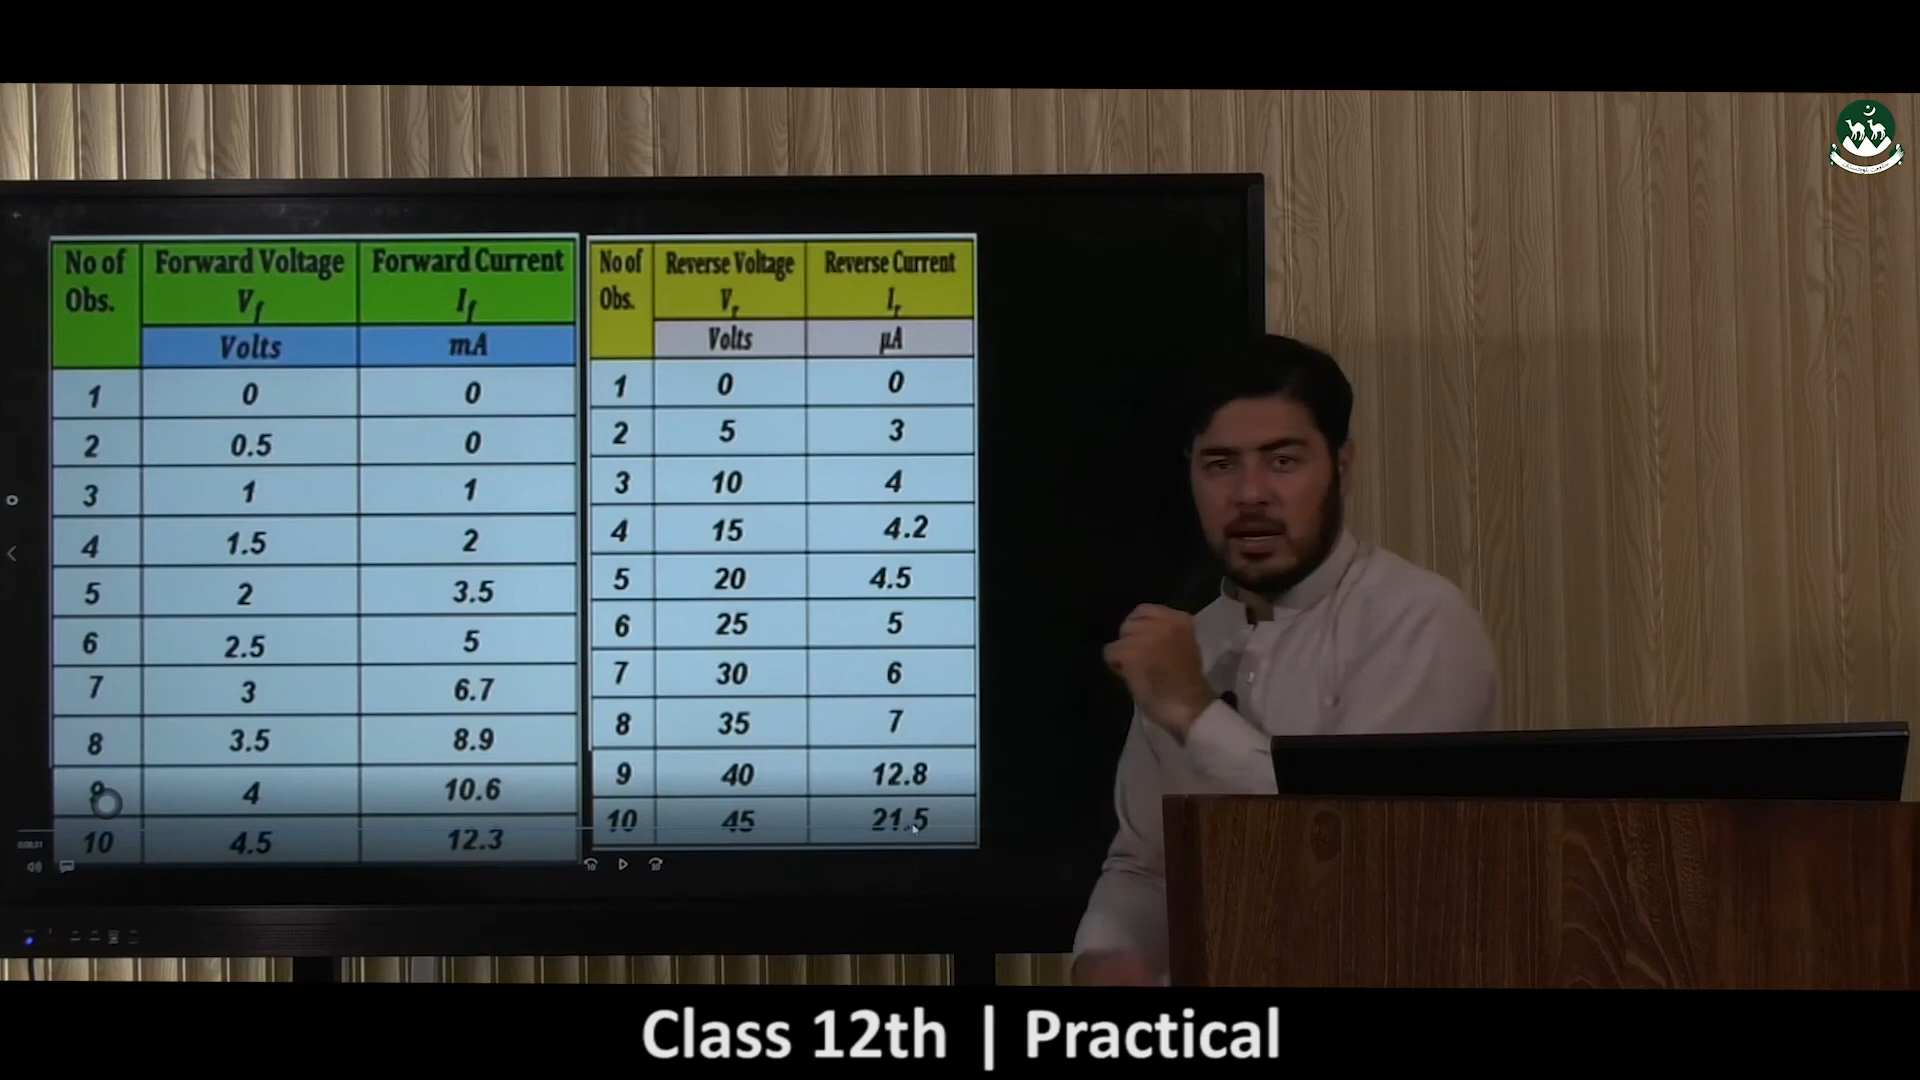 No of Obs. Forward Voltage Vf Forward Current If
Volts mA
1 0 0
2 0.5 0
3 1 1
4 1.5 2
5 2 3.5
6 2.5 5
7 3 6.7
8 3.5 8.9
9 4 10.6
10 4.5 12.3
No of Obs. Reverse Voltage Vr Reverse Current Ir
Volts µA
1 0 0
2 5 3
3 10 4
4 15 4.2
5 20 4.5
6 25 5
7 30 6
8 35 7
9 40 12.8
10 45 21.5
Class 12th | Practical